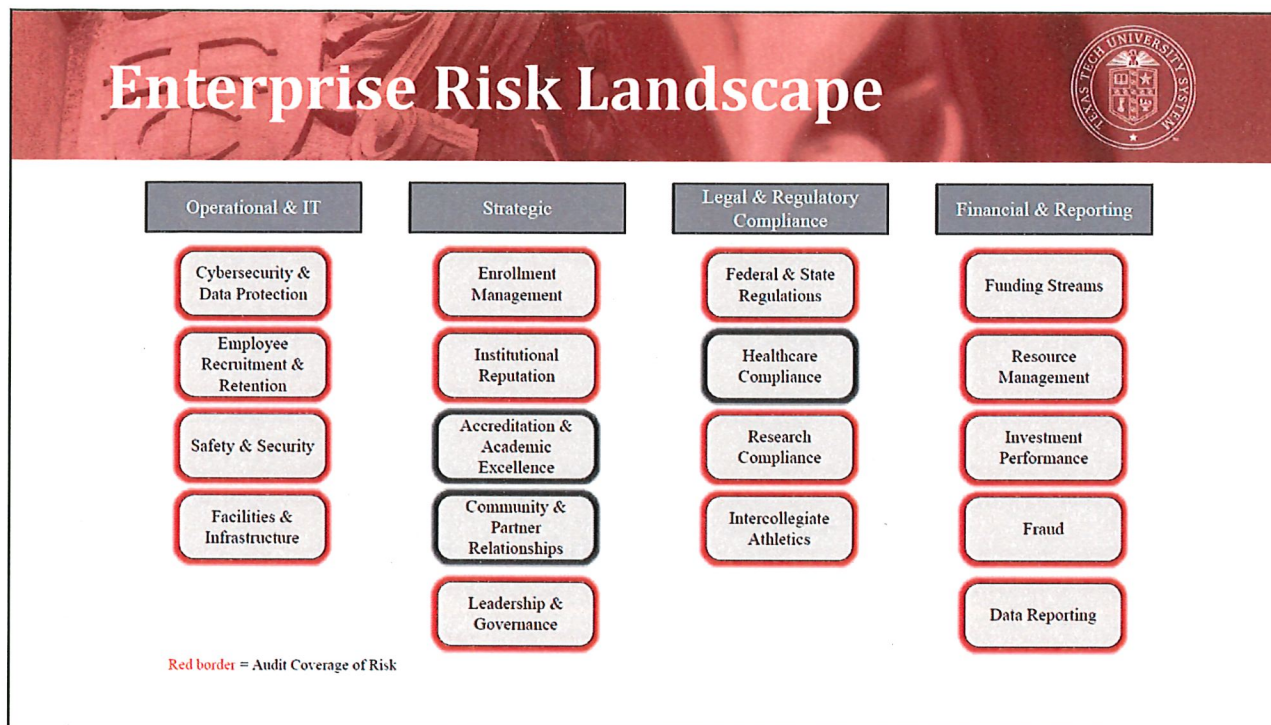 Enterprise Risk Landscape
TEXAS TECH UNIVERSITY SYSTEM
Operational & IT
Cybersecurity &
Data Protection
Employee
Recruitment &
Retention
Safety & Security
Facilities &
Infrastructure
Strategic
Enrollment
Management
Institutional
Reputation
Accreditation &
Academic
Excellence
Community &
Partner
Relationships
Leadership &
Governance
Legal & Regulatory
Compliance
Federal & State
Regulations
Healthcare
Compliance
Research
Compliance
Intercollegiate
Athletics
Financial & Reporting
Funding Streams
Resource
Management
Investment
Performance
Fraud
Data Reporting
Red border = Audit Coverage of Risk